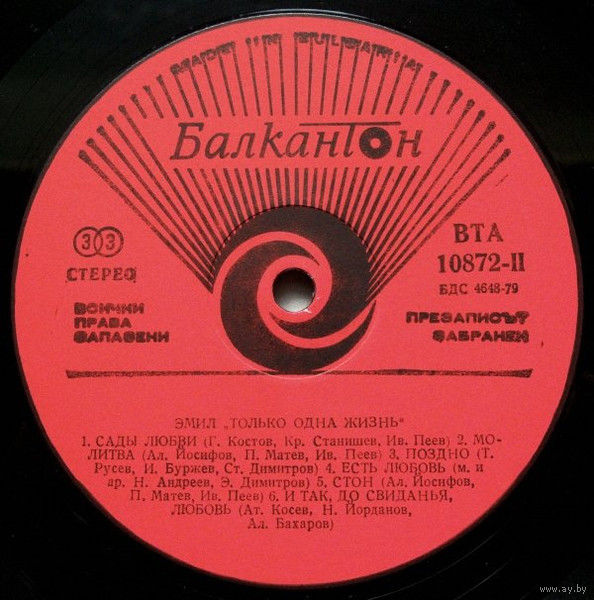 MADE IN BULGARIA
Балкантон
33
СТЕРЕО
ВТА
10872-II
БДС 4648-79
ВСИЧКИ
ПРАВА
ЗАПАЗЕНИ
ПРЕЗАПИСЪТ
ЗАБРАНЕН
ЭМИЛ „ТОЛЬКО ОДНА ЖИЗНЬ“
1. САДЫ ЛЮБВИ (Г. Костов, Кр. Станишев, Ив. Пеев) 2. МО-
ЛИТВА (Ал. Йосифов, П. Матев, Ив. Пеев) 3. ПОЗДНО (Т.
Русев, И. Буржев, Ст. Димитров) 4. ЕСТЬ ЛЮБОВЬ (м. и
ар. Н. Андреев, Э. Димитров) 5. СТОН (Ал. Йосифов,
П. Матев, Ив. Пеев) 6. И ТАК, ДО СВИДАНЬЯ,
ЛЮБОВЬ (Ат. Косев, Н. Йорданов,
Ал. Бахаров)
www.ay.by